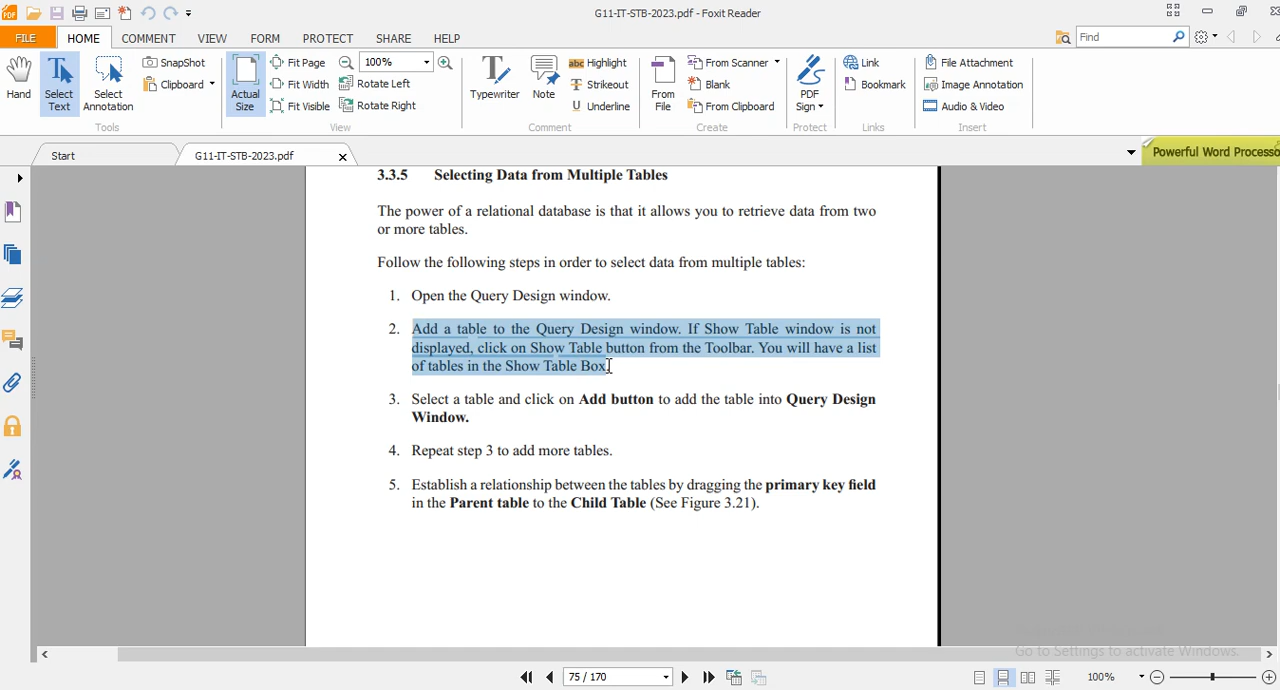 G11-IT-STB-2023.pdf - Foxit Reader
FILE HOME COMMENT VIEW FORM PROTECT SHARE HELP
Find
Hand
Select Text
Select Annotation
SnapShot
Clipboard
Tools
Actual Size
Fit Page
Fit Width
Fit Visible
100%
Rotate Left
Rotate Right
View
Typewriter
Note
Highlight
Strikeout
Underline
Comment
From File
From Scanner
Blank
From Clipboard
Create
PDF Sign
Protect
Link
Bookmark
Links
File Attachment
Image Annotation
Audio & Video
Insert
Start
G11-IT-STB-2023.pdf
Powerful Word Processo
3.3.5 Selecting Data from Multiple Tables
The power of a relational database is that it allows you to retrieve data from two
or more tables.
Follow the following steps in order to select data from multiple tables:
1. Open the Query Design window.
2. Add a table to the Query Design window. If Show Table window is not
displayed, click on Show Table button from the Toolbar. You will have a list
of tables in the Show Table Box.
3. Select a table and click on Add button to add the table into Query Design
Window.
4. Repeat step 3 to add more tables.
5. Establish a relationship between the tables by dragging the primary key field
in the Parent table to the Child Table (See Figure 3.21).
Go to Settings to activate Windows.
75 / 170
100%